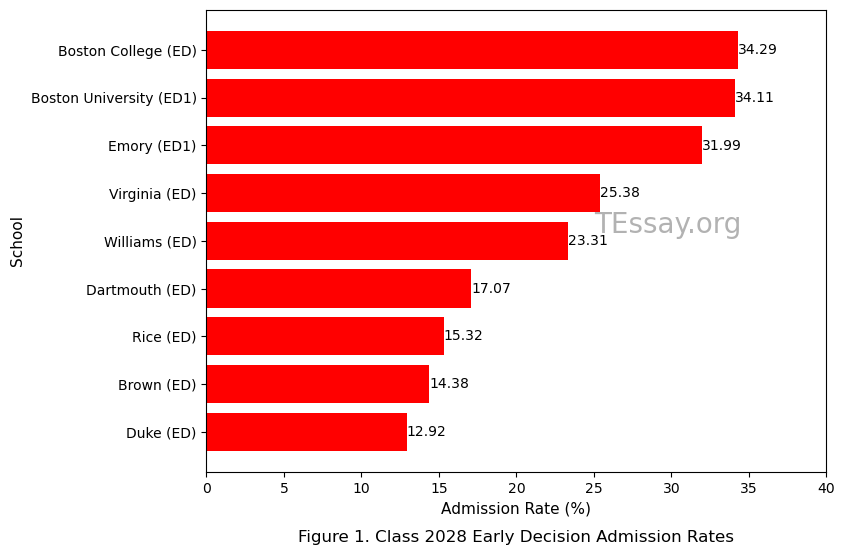 Boston College (ED) 34.29
Boston University (ED1) 34.11
Emory (ED1) 31.99
Virginia (ED) 25.38
TEssay.org
Williams (ED) 23.31
School
Dartmouth (ED) 17.07
Rice (ED) 15.32
Brown (ED) 14.38
Duke (ED) 12.92
0 5 10 15 20 25 30 35 40
Admission Rate (%)
Figure 1. Class 2028 Early Decision Admission Rates